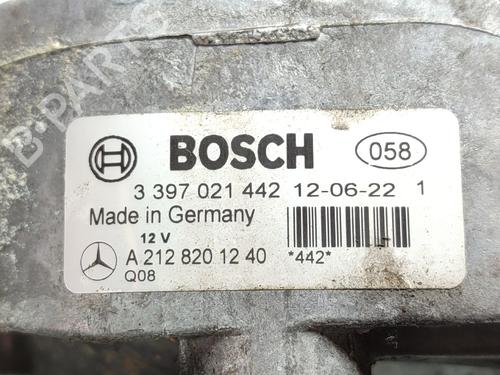 B-PARTS
BOSCH 058
3 397 021 442 12-06-22 1
Made in Germany
12 V
A 212 820 12 40 *442*
Q08